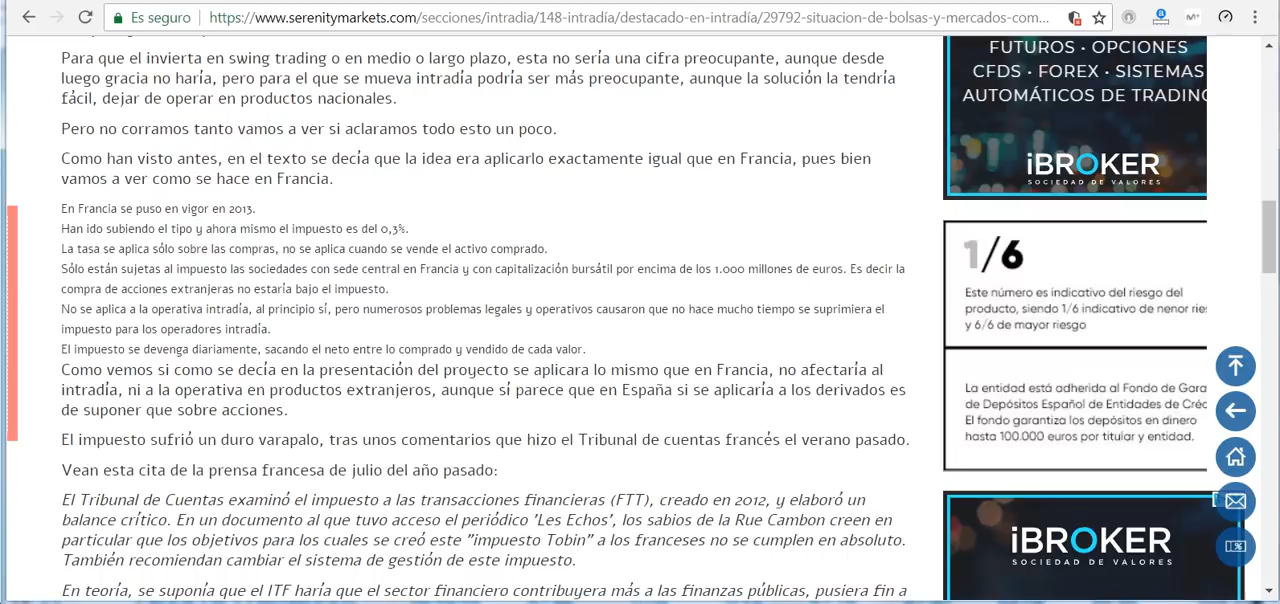 Es seguro
https://www.serenitymarkets.com/secciones/intradia/148-intradía/destacado-en-intradía/29792-situacion-de-bolsas-y-mercados-com...
Para que el invierta en swing trading o en medio o largo plazo, esta no sería una cifra preocupante, aunque desde
luego gracia no haría, pero para el que se mueva intradía podría ser más preocupante, aunque la solución la tendría
fácil, dejar de operar en productos nacionales.
Pero no corramos tanto vamos a ver si aclaramos todo esto un poco.
Como han visto antes, en el texto se decía que la idea era aplicarlo exactamente igual que en Francia, pues bien
vamos a ver como se hace en Francia.
En Francia se puso en vigor en 2013.
Han ido subiendo el tipo y ahora mismo el impuesto es del 0,3%.
La tasa se aplica sólo sobre las compras, no se aplica cuando se vende el activo comprado.
Sólo están sujetas al impuesto las sociedades con sede central en Francia y con capitalización bursátil por encima de los 1.000 millones de euros. Es decir la
compra de acciones extranjeras no estaría bajo el impuesto.
No se aplica a la operativa intradía, al principio sí, pero numerosos problemas legales y operativos causaron que no hace mucho tiempo se suprimiera el
impuesto para los operadores intradía.
El impuesto se devenga diariamente, sacando el neto entre lo comprado y vendido de cada valor.
Como vemos si como se decía en la presentación del proyecto se aplicara lo mismo que en Francia, no afectaría al
intradía, ni a la operativa en productos extranjeros, aunque sí parece que en España si se aplicaría a los derivados es
de suponer que sobre acciones.
El impuesto sufrió un duro varapalo, tras unos comentarios que hizo el Tribunal de cuentas francés el verano pasado.
Vean esta cita de la prensa francesa de julio del año pasado:
El Tribunal de Cuentas examinó el impuesto a las transacciones financieras (FTT), creado en 2012, y elaboró un
balance crítico. En un documento al que tuvo acceso el periódico 'Les Echos', los sabios de la Rue Cambon creen en
particular que los objetivos para los cuales se creó este "impuesto Tobin" a los franceses no se cumplen en absoluto.
También recomiendan cambiar el sistema de gestión de este impuesto.
En teoría, se suponía que el ITF haría que el sector financiero contribuyera más a las finanzas públicas, pusiera fin a
FUTUROS · OPCIONES
CFDS · FOREX · SISTEMAS
AUTOMÁTICOS DE TRADING
iBROKER
SOCIEDAD DE VALORES
1/6
Este número es indicativo del riesgo del
producto, siendo 1/6 indicativo de nenor rie
y 6/6 de mayor riesgo
La entidad está adherida al Fondo de Gara
de Depósitos Español de Entidades de Créc
El fondo garantiza los depósitos en dinero
hasta 100.000 euros por titular y entidad.
iBROKER
SOCIEDAD DE VALORES